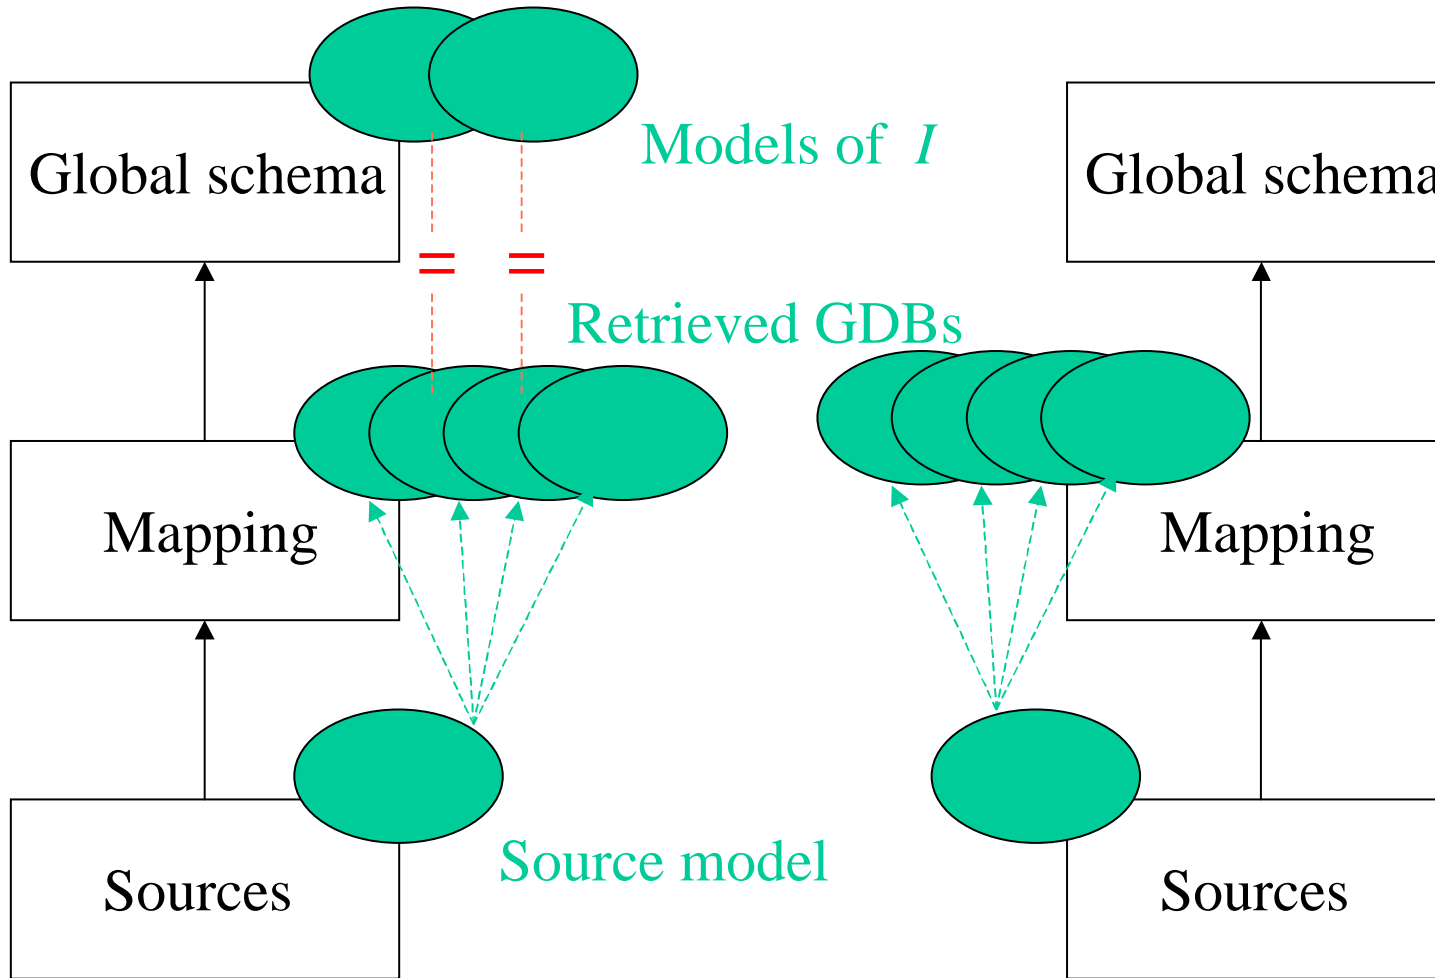 Models of I
Global schema
Global schema
= =
Retrieved GDBs
Mapping
Mapping
Source model
Sources
Sources